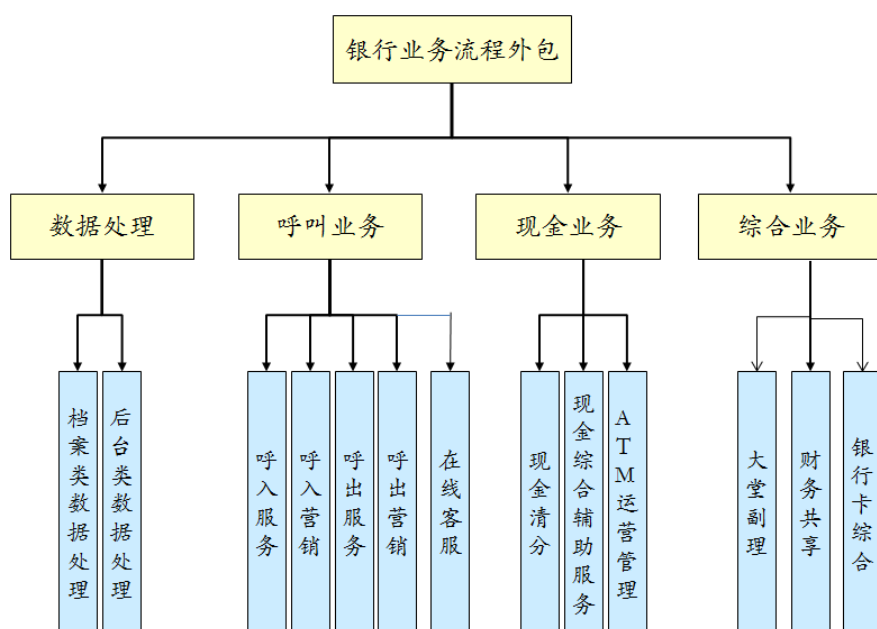 银行业务流程外包
数据处理
呼叫业务
现金业务
综合业务
档案类数据处理
后台类数据处理
呼入服务
呼入营销
呼出服务
呼出营销
在线客服
现金清分
现金综合辅助服务
ATM运营管理
大堂副理
财务共享
银行卡综合